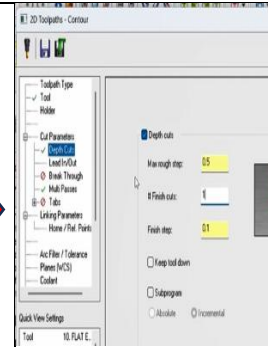 2D Toolpaths - Contour
Toolpath Type
Tool
Holder
Cut Parameters
Depth Cuts
Lead In/Out
Break Through
Multi Passes
Tabs
Linking Parameters
Home / Ref. Points
Arc Filter / Tolerance
Planes (WCS)
Coolant
Quick View Settings
Tool 10. FLAT E..
Depth cuts
Max rough step: 0.5
# Finish cuts: 1
Finish step: 0.1
Keep tool down
Subprogram
Absolute Incremental